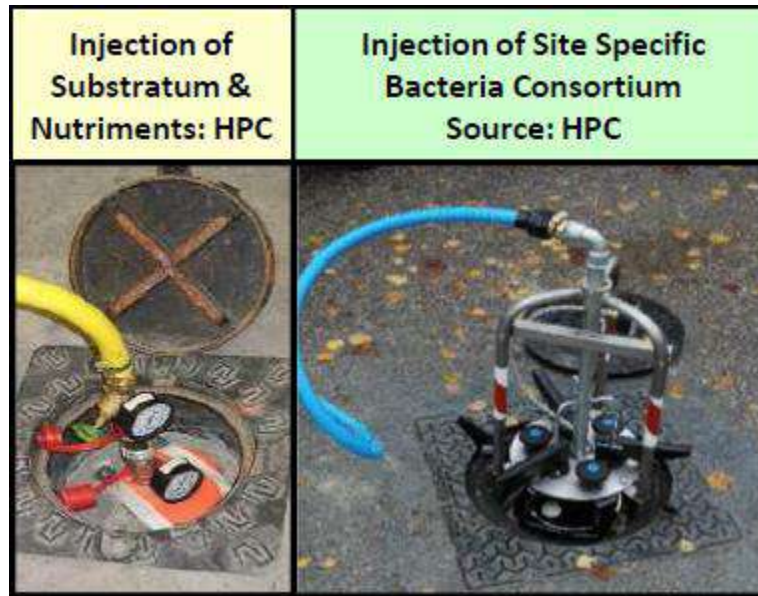 Injection of
Substratum &
Nutriments: HPC
Injection of Site Specific
Bacteria Consortium
Source: HPC